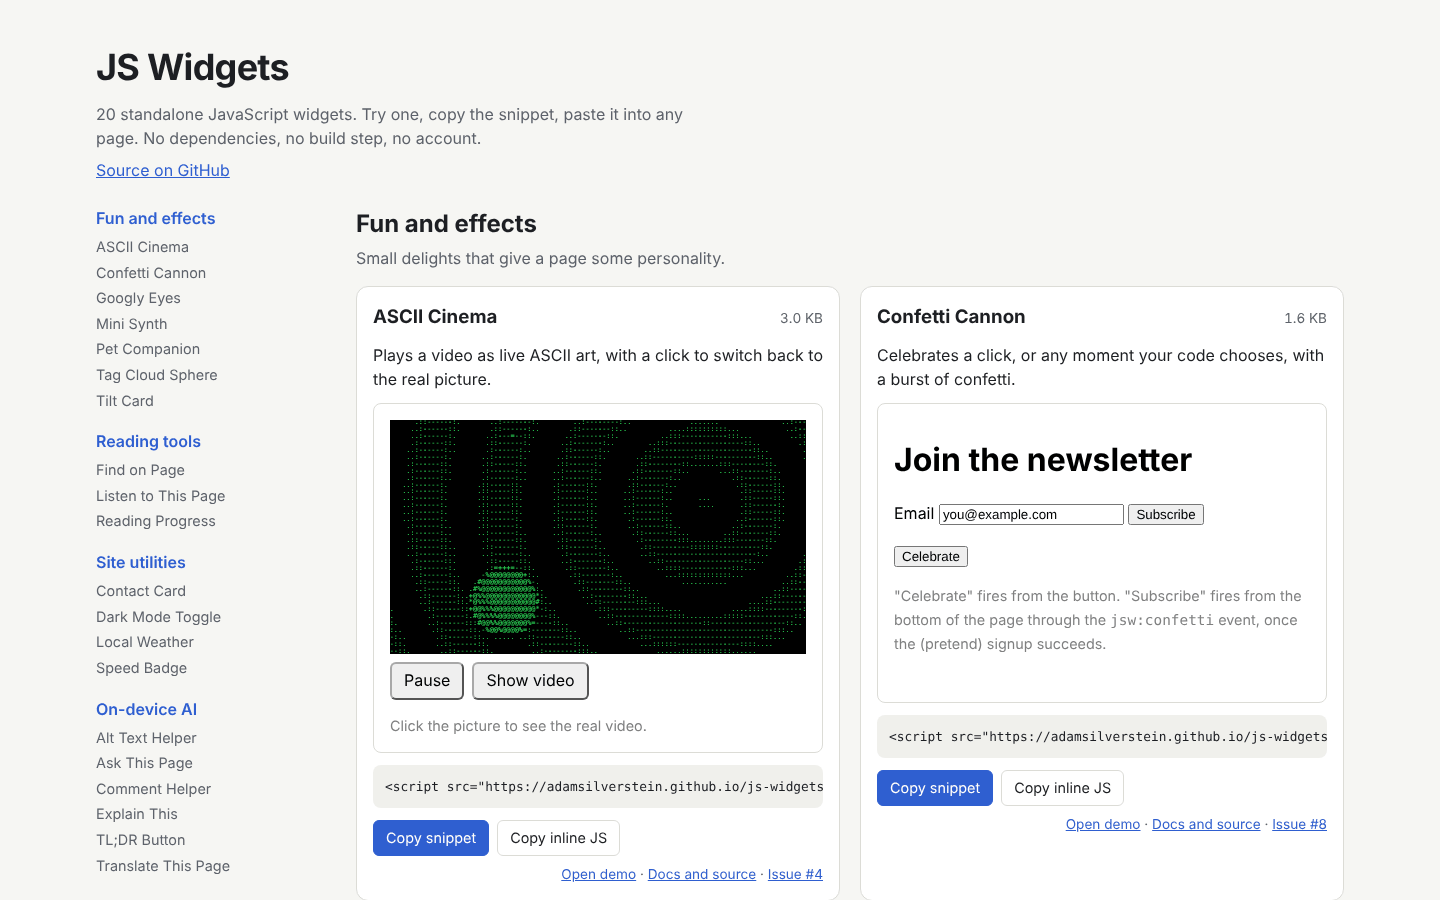 JS Widgets
20 standalone JavaScript widgets. Try one, copy the snippet, paste it into any
page. No dependencies, no build step, no account.
Source on GitHub
Fun and effects
ASCII Cinema
Confetti Cannon
Googly Eyes
Mini Synth
Pet Companion
Tag Cloud Sphere
Tilt Card
Reading tools
Find on Page
Listen to This Page
Reading Progress
Site utilities
Contact Card
Dark Mode Toggle
Local Weather
Speed Badge
On-device AI
Alt Text Helper
Ask This Page
Comment Helper
Explain This
TL;DR Button
Translate This Page
Fun and effects
Small delights that give a page some personality.
ASCII Cinema
3.0 KB
Plays a video as live ASCII art, with a click to switch back to
the real picture.
Pause
Show video
Click the picture to see the real video.
<script src="https://adamsilverstein.github.io/js-widgets
Copy snippet
Copy inline JS
Open demo · Docs and source · Issue #4
Confetti Cannon
1.6 KB
Celebrates a click, or any moment your code chooses, with
a burst of confetti.
Join the newsletter
Email you@example.com Subscribe
Celebrate
"Celebrate" fires from the button. "Subscribe" fires from the
bottom of the page through the jsw:confetti event, once
the (pretend) signup succeeds.
<script src="https://adamsilverstein.github.io/js-widgets
Copy snippet
Copy inline JS
Open demo · Docs and source · Issue #8